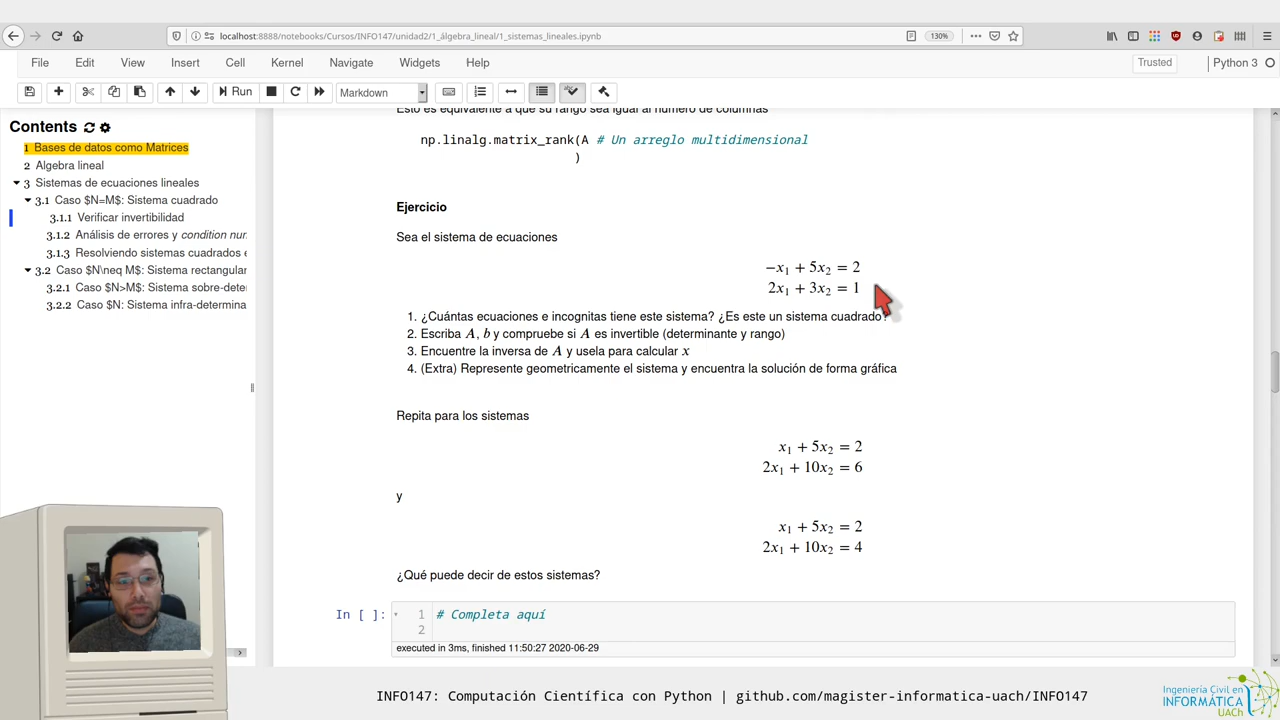 localhost:8888/notebooks/Cursos/INFO147/unidad2/1_álgebra_lineal/1_sistemas_lineales.ipynb
130%
File Edit View Insert Cell Kernel Navigate Widgets Help
Trusted
Python 3
Run
Markdown
Contents
1 Bases de datos como Matrices
2 Algebra lineal
3 Sistemas de ecuaciones lineales
3.1 Caso $N=M$: Sistema cuadrado
3.1.1 Verificar invertibilidad
3.1.2 Análisis de errores y condition nur
3.1.3 Resolviendo sistemas cuadrados e
3.2 Caso $N\neq M$: Sistema rectangular
3.2.1 Caso $N>M$: Sistema sobre-deter
3.2.2 Caso $N: Sistema infra-determina
Esto es equivalente a que su rango sea igual al número de columnas
np.linalg.matrix_rank(A # Un arreglo multidimensional
)
Ejercicio
Sea el sistema de ecuaciones
−x₁ + 5x₂ = 2
2x₁ + 3x₂ = 1
1. ¿Cuántas ecuaciones e incognitas tiene este sistema? ¿Es este un sistema cuadrado?
2. Escriba A, b y compruebe si A es invertible (determinante y rango)
3. Encuentre la inversa de A y usela para calcular x
4. (Extra) Represente geometricamente el sistema y encuentra la solución de forma gráfica
Repita para los sistemas
x₁ + 5x₂ = 2
2x₁ + 10x₂ = 6
y
x₁ + 5x₂ = 2
2x₁ + 10x₂ = 4
¿Qué puede decir de estos sistemas?
In [ ]:
1 # Completa aquí
2
executed in 3ms, finished 11:50:27 2020-06-29
INFO147: Computación Científica con Python | github.com/magister-informatica-uach/INFO147
Ingeniería Civil en
INFORMÁTICA
UACh